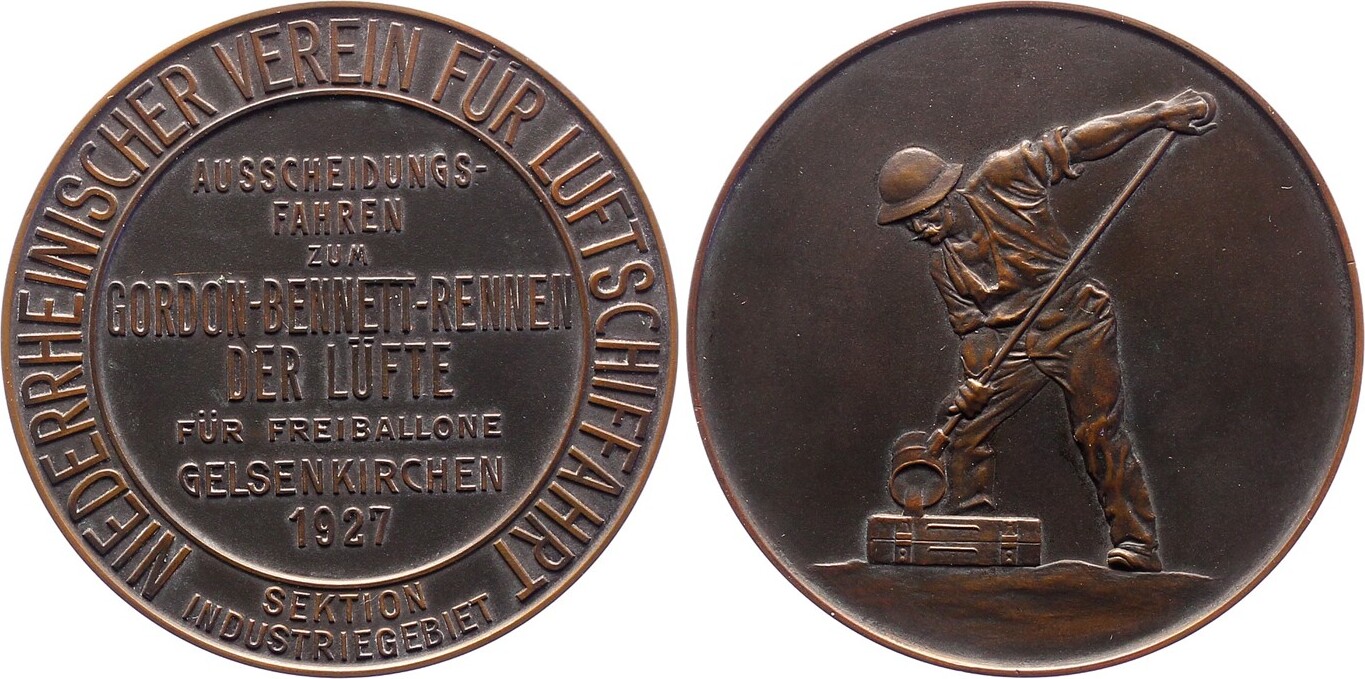 NIEDERRHEINISCHER VEREIN FÜR LUFTSCHIFFAHRT
AUSSCHEIDUNGS-
FAHREN
ZUM
GORDON-BENNETT-RENNEN
DER LÜFTE
FÜR FREIBALLONE
GELSENKIRCHEN
1927
SEKTION
INDUSTRIEGEBIET